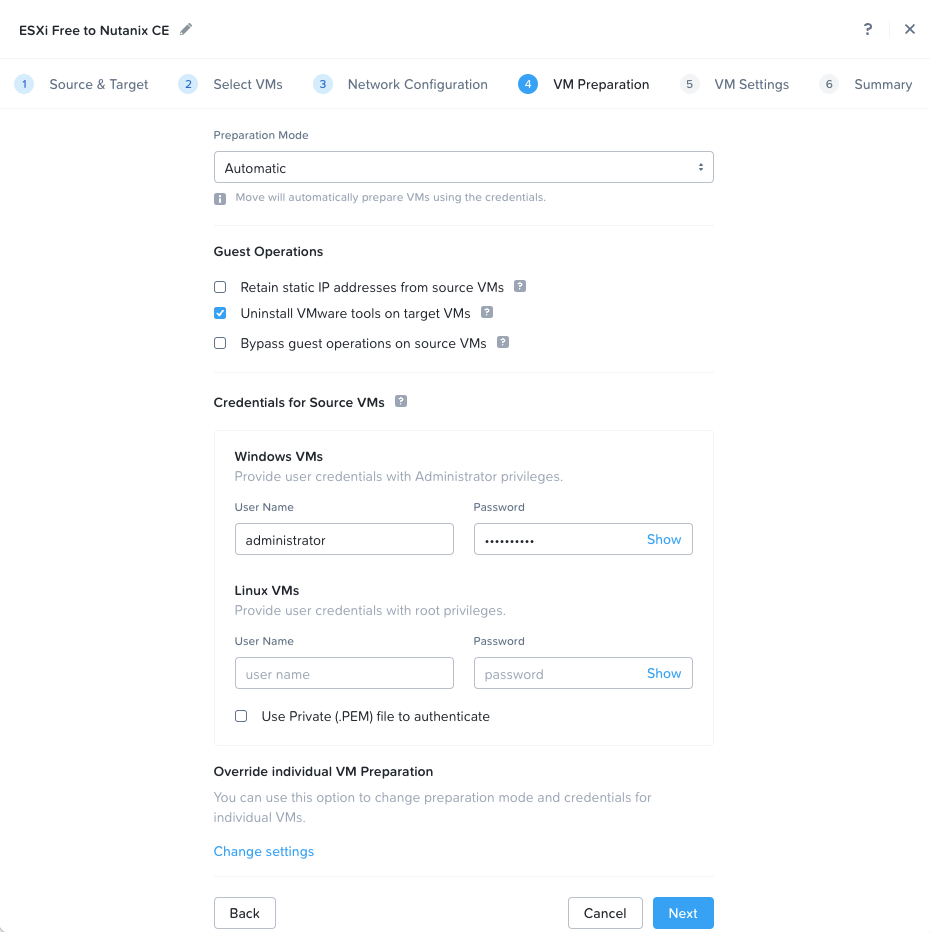 ESXi Free to Nutanix CE
?
1 Source & Target 2 Select VMs 3 Network Configuration 4 VM Preparation 5 VM Settings 6 Summary
Preparation Mode
Automatic
i Move will automatically prepare VMs using the credentials.
Guest Operations
Retain static IP addresses from source VMs ?
Uninstall VMware tools on target VMs ?
Bypass guest operations on source VMs ?
Credentials for Source VMs ?
Windows VMs
Provide user credentials with Administrator privileges.
User Name Password
administrator •••••••••• Show
Linux VMs
Provide user credentials with root privileges.
User Name Password
user name password Show
Use Private (.PEM) file to authenticate
Override individual VM Preparation
You can use this option to change preparation mode and credentials for
individual VMs.
Change settings
Back Cancel Next